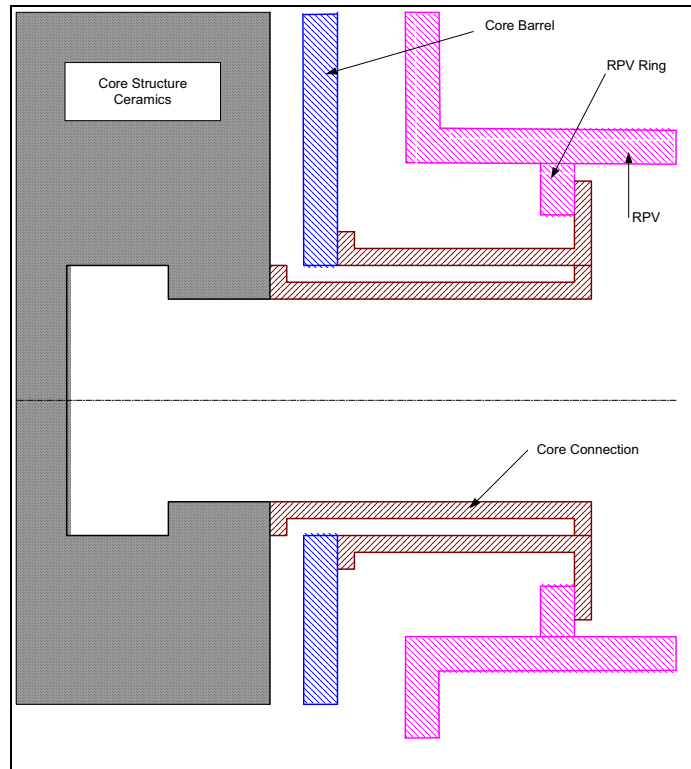 Core Barrel
Core Structure
Ceramics
RPV Ring
RPV
Core Connection